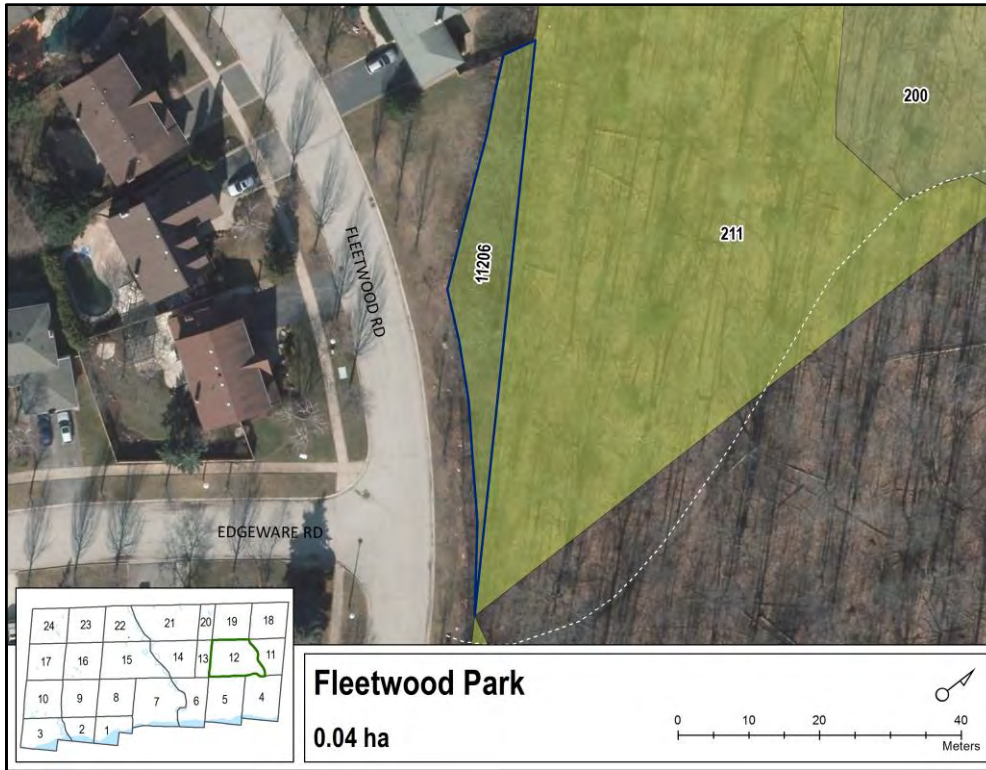 200
211
11206
FLEETWOOD RD
EDGEWARE RD
24 23 22 21 20 19 18
17 16 15 14 13 12 11
10 9 8 7 6 5 4
3 2 1
Fleetwood Park
0.04 ha
0 10 20 40
Meters